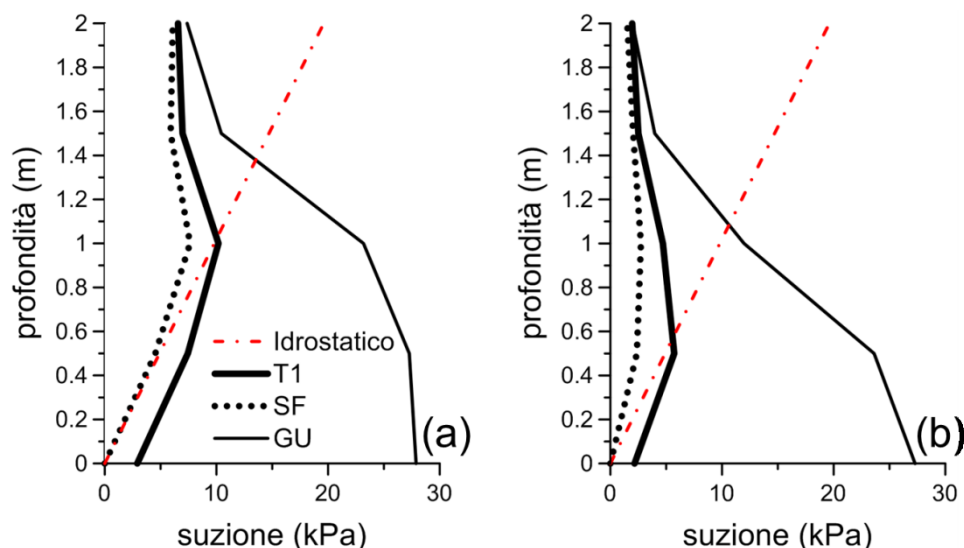 2
1.8
1.6
1.4
1.2
1
0.8
0.6
0.4
0.2
0
profondità (m)
0 10 20 30
suzione (kPa)
Idrostatico
T1
SF
GU
(a)
2
1.8
1.6
1.4
1.2
1
0.8
0.6
0.4
0.2
0
profondità (m)
0 10 20 30
suzione (kPa)
(b)